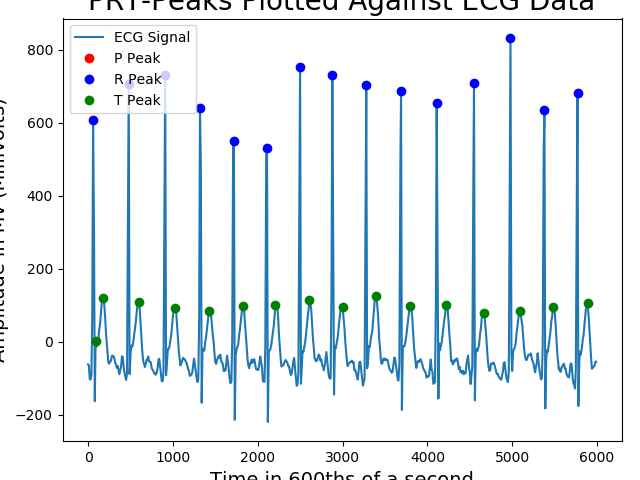 PRT-Peaks Plotted Against ECG Data
ECG Signal
P Peak
R Peak
T Peak
800
600
400
200
0
−200
Amplitude in MV (Millivolts)
0
1000
2000
3000
4000
5000
6000
Time in 600ths of a second